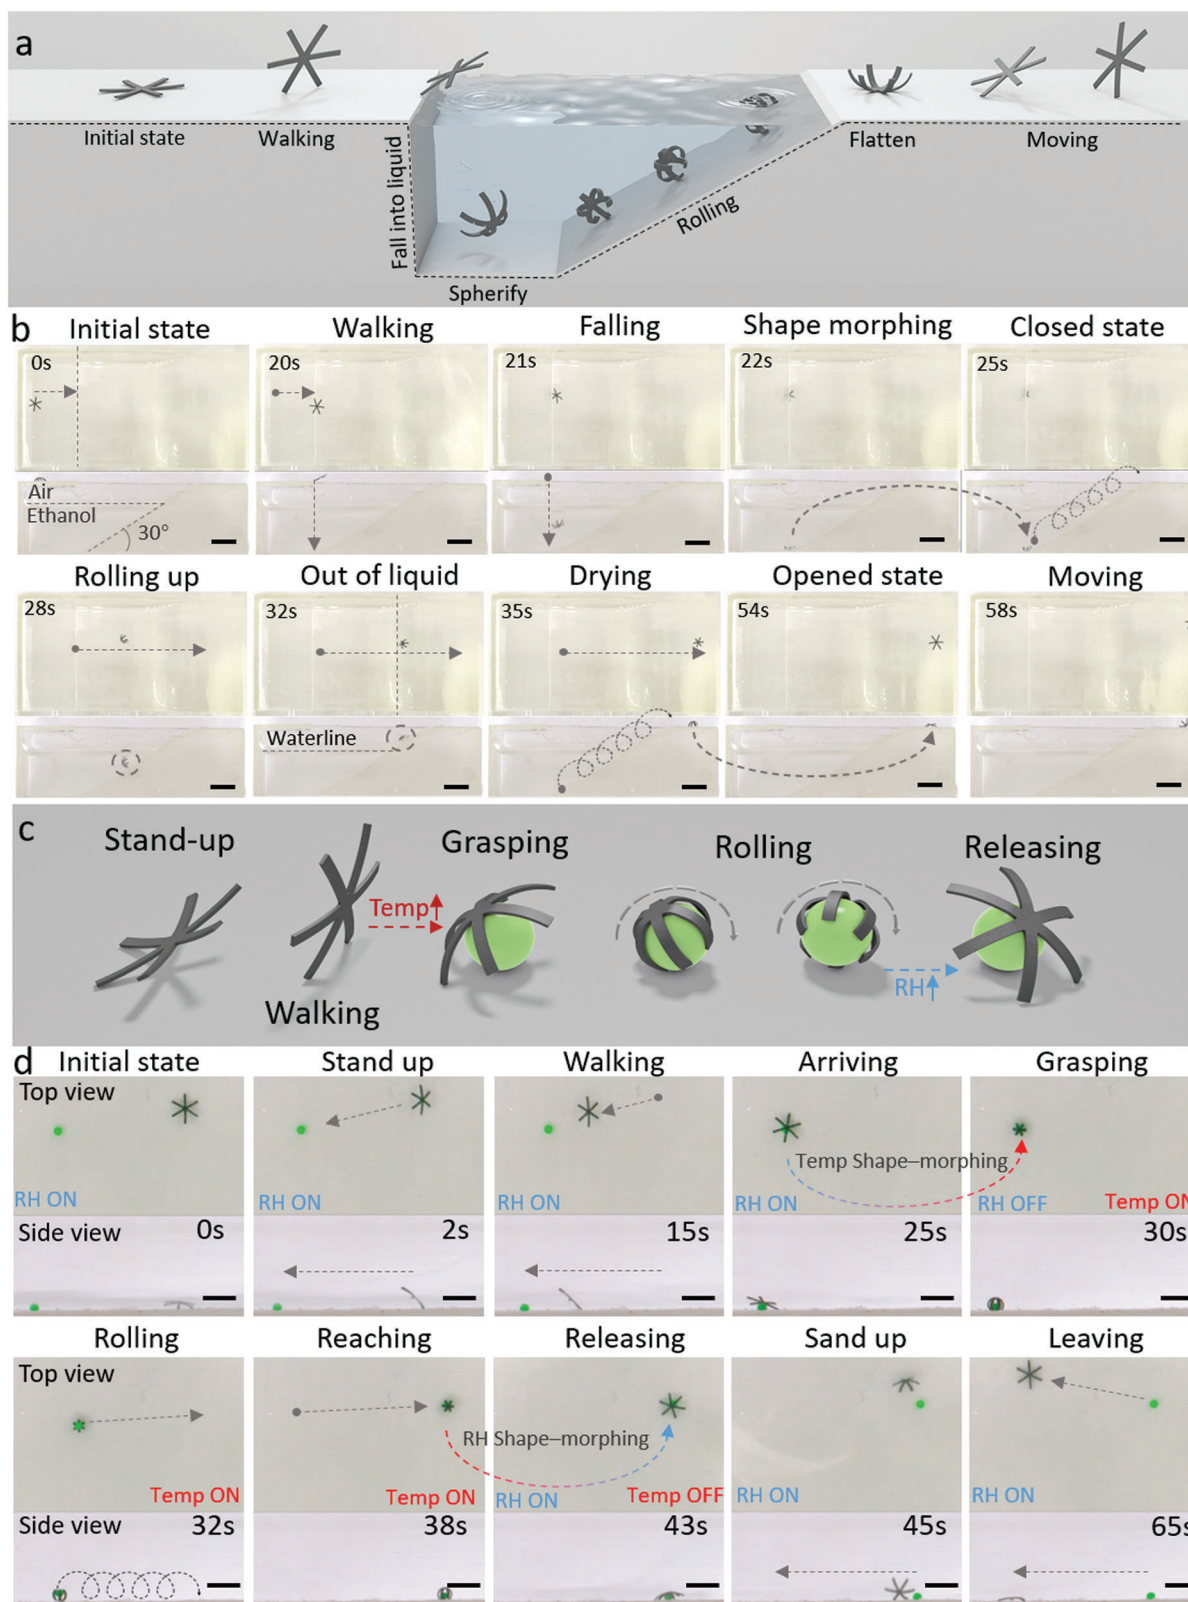 a
Initial state
Walking
Fall into liquid
Spherify
Rolling
Flatten
Moving
b
Initial state
Walking
Falling
Shape morphing
Closed state
0s
20s
21s
22s
25s
Air
Ethanol
30°
Rolling up
Out of liquid
Drying
Opened state
Moving
28s
32s
35s
54s
58s
Waterline
c
Stand-up
Walking
Temp
Grasping
Rolling
RH
Releasing
d
Initial state
Stand up
Walking
Arriving
Grasping
Top view
Temp Shape–morphing
RH ON
RH ON
RH ON
RH ON
RH OFF
Temp ON
Side view
0s
2s
15s
25s
30s
Rolling
Reaching
Releasing
Sand up
Leaving
Top view
RH Shape–morphing
Temp ON
Temp ON
RH ON
Temp OFF
RH ON
RH ON
Side view
32s
38s
43s
45s
65s